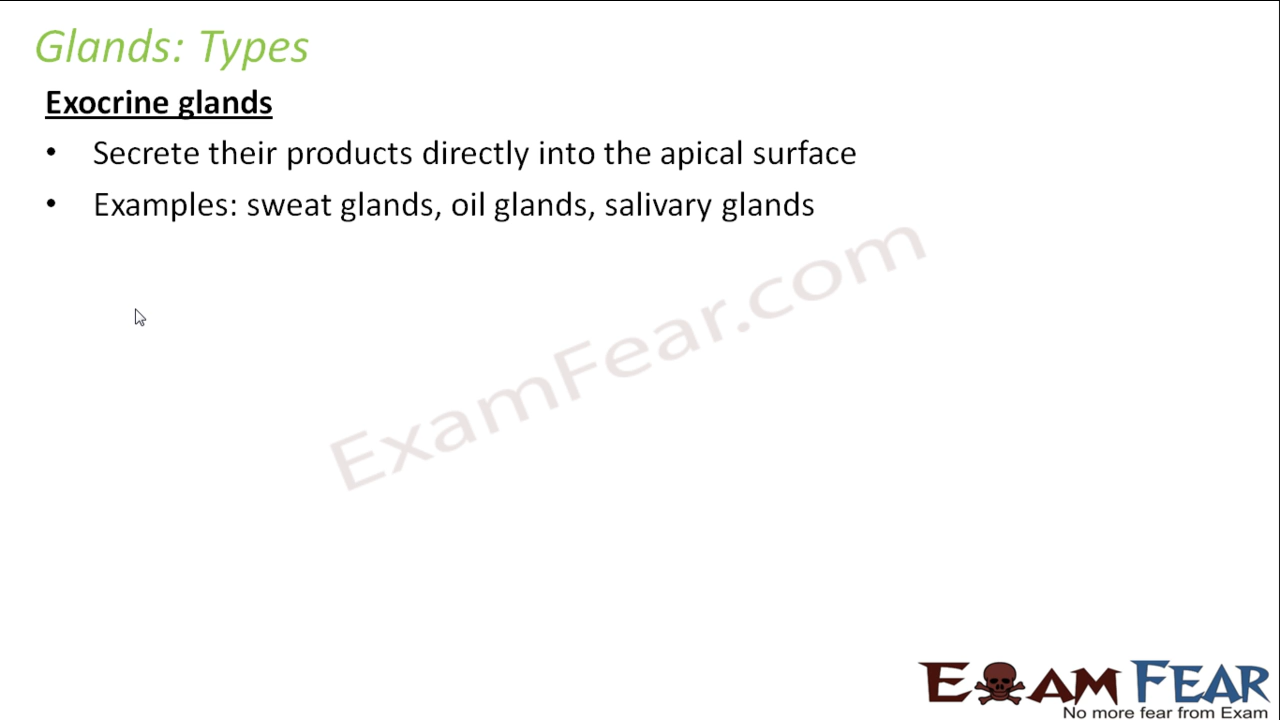 Glands: Types
Exocrine glands
• Secrete their products directly into the apical surface
• Examples: sweat glands, oil glands, salivary glands
ExamFear.com
EXAM FEAR
No more fear from Exam